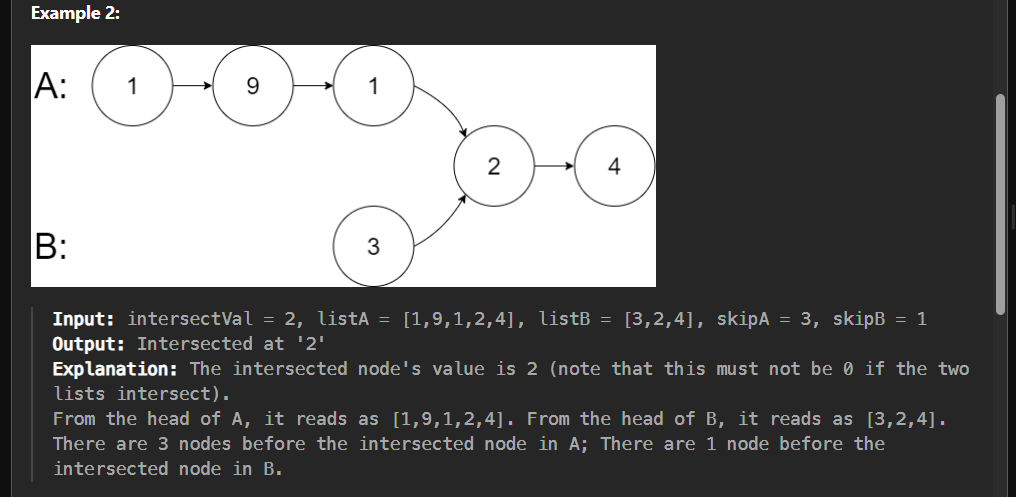 Example 2:
A: 1 9 1
2 4
B: 3
Input: intersectVal = 2, listA = [1,9,1,2,4], listB = [3,2,4], skipA = 3, skipB = 1
Output: Intersected at '2'
Explanation: The intersected node's value is 2 (note that this must not be 0 if the two
lists intersect).
From the head of A, it reads as [1,9,1,2,4]. From the head of B, it reads as [3,2,4].
There are 3 nodes before the intersected node in A; There are 1 node before the
intersected node in B.